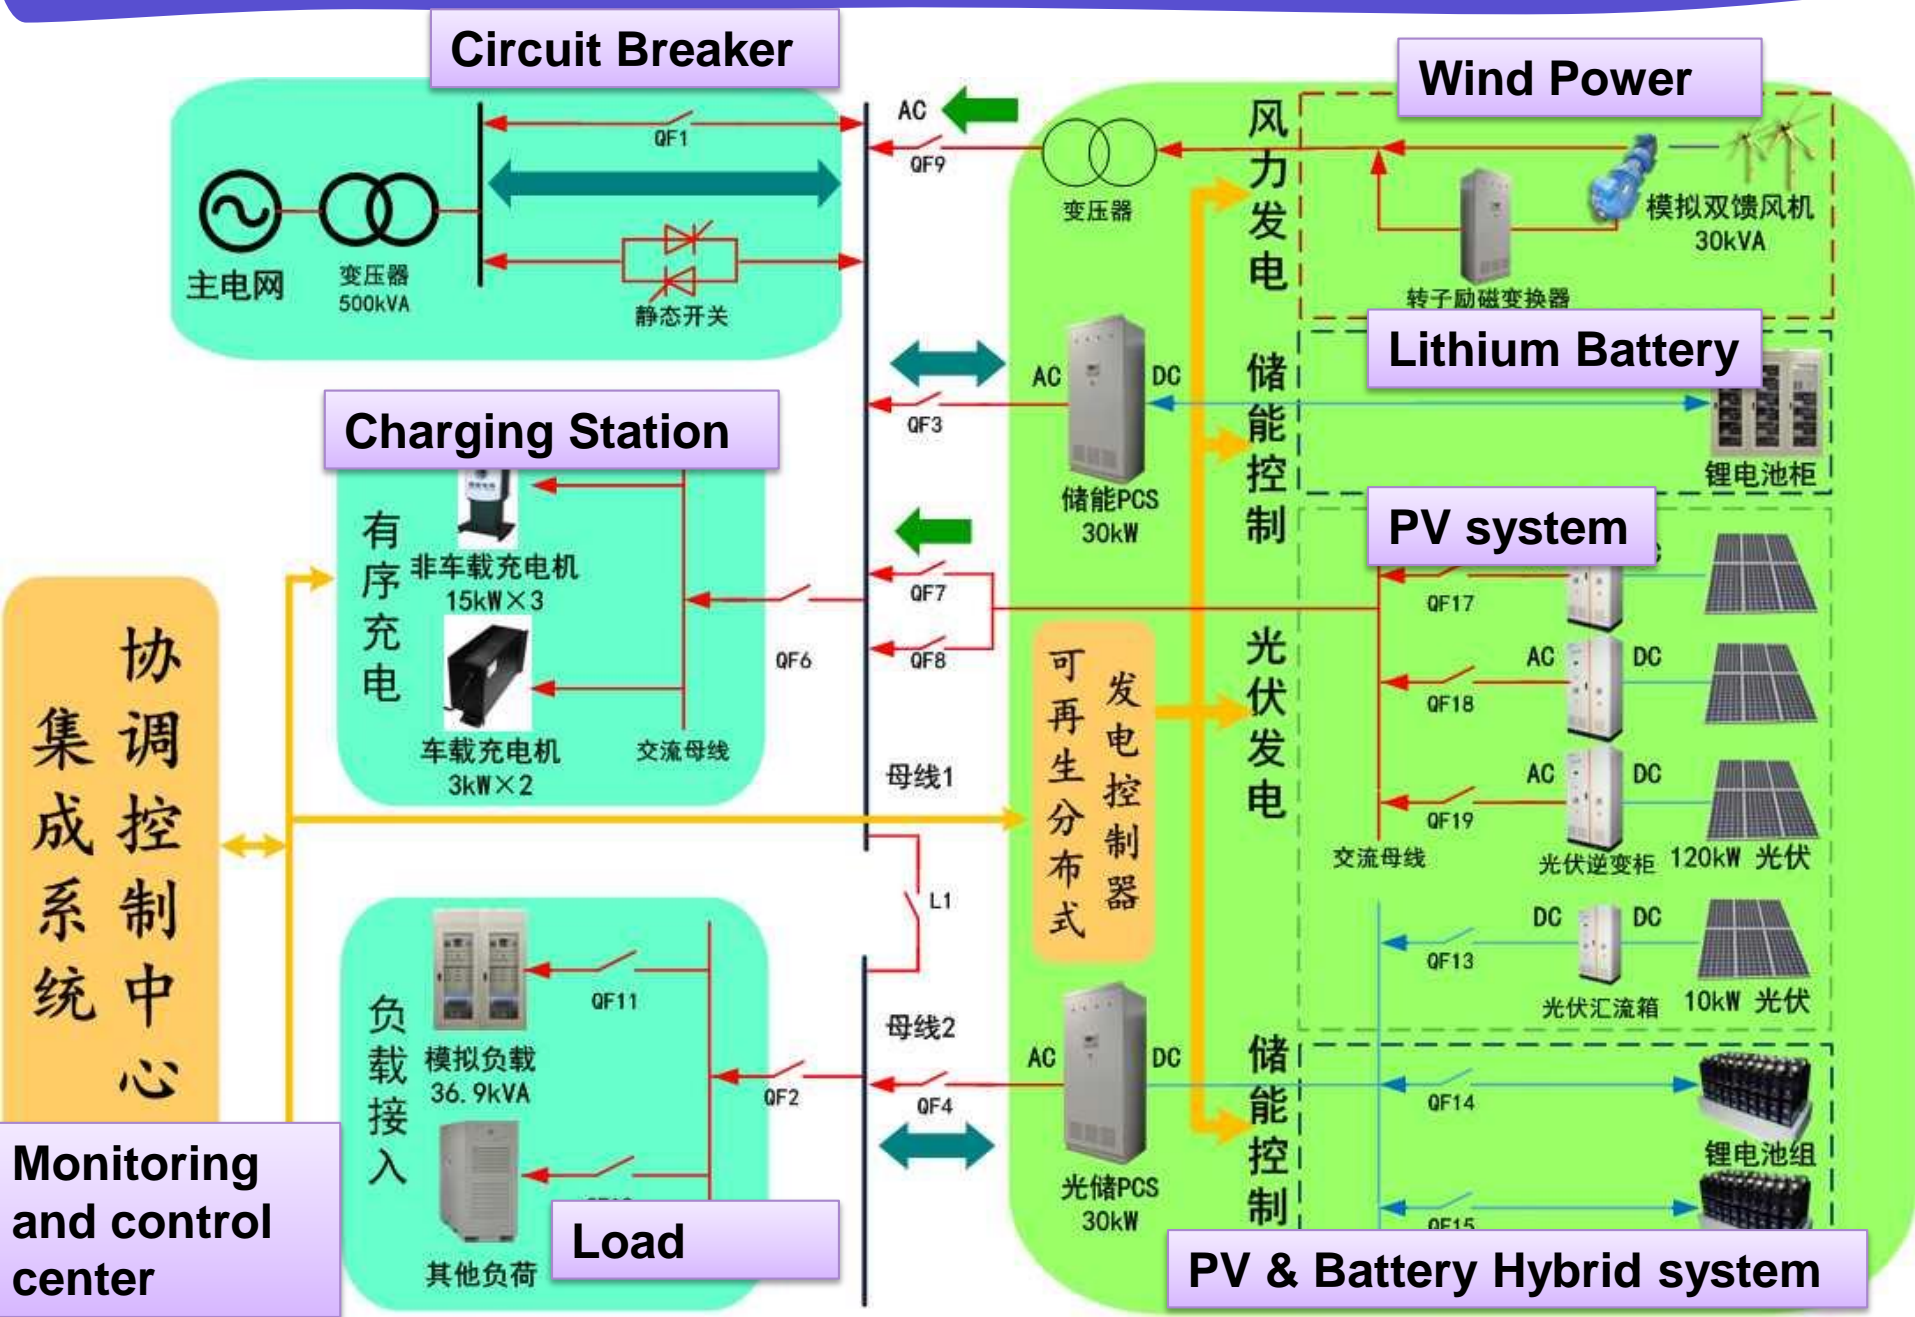 Circuit Breaker
Wind Power
AC
QF1
QF9
变压器
风力发电
模拟双馈风机
30kVA
转子励磁变换器
主电网
变压器
500kVA
静态开关
Lithium Battery
AC
DC
QF3
储能PCS
30kW
储能控制
锂电池柜
Charging Station
有序充电
非车载充电机
15kW×3
车载充电机
3kW×2
交流母线
QF6
QF7
QF8
母线1
PV system
QF17
AC
DC
QF18
AC
DC
QF19
交流母线
光伏逆变柜
120kW 光伏
光伏发电
可再生分布式
发电控制器
DC
DC
QF13
光伏汇流箱
10kW 光伏
协调控制中心
集成系统
L1
母线2
负载接入
模拟负载
36.9kVA
QF11
QF2
其他负荷
Load
AC
DC
QF4
光储PCS
30kW
储能控制
QF14
锂电池组
QF15
PV & Battery Hybrid system
Monitoring
and control
center